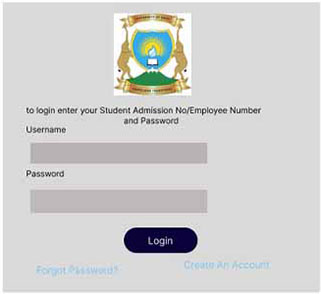 to login enter your Student Admission No/Employee Number
and Password
Username
Password
Login
Forgot Password?
Create An Account